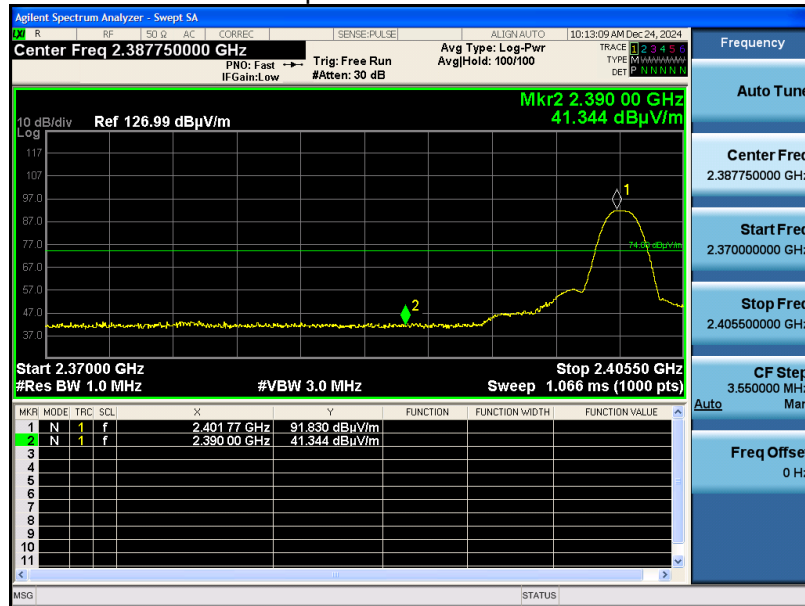 Agilent Spectrum Analyzer - Swept SA
LXI R RF 50 Ω AC CORREC SENSE:PULSE ALIGN AUTO 10:13:09 AM Dec 24, 2024
Center Freq 2.387750000 GHz
PNO: Fast
IFGain:Low
Trig: Free Run
#Atten: 30 dB
Avg Type: Log-Pwr
Avg|Hold: 100/100
TRACE 1 2 3 4 5 6
TYPE M
DET P N N N N N
Mkr2 2.390 00 GHz
41.344 dBµV/m
10 dB/div Ref 126.99 dBµV/m
Log
117
107
97.0
87.0
77.0
67.0
57.0
47.0
37.0
1
74.00 dBµV/m
2
Start 2.37000 GHz Stop 2.40550 GHz
#Res BW 1.0 MHz #VBW 3.0 MHz Sweep 1.066 ms (1000 pts)
MKR MODE TRC SCL X Y FUNCTION FUNCTION WIDTH FUNCTION VALUE
1 N 1 f 2.401 77 GHz 91.830 dBµV/m
2 N 1 f 2.390 00 GHz 41.344 dBµV/m
3
4
5
6
7
8
9
10
11
MSG STATUS
Frequency
Auto Tune
Center Freq
2.387750000 GHz
Start Freq
2.370000000 GHz
Stop Freq
2.405500000 GHz
CF Step
3.550000 MHz
Auto Man
Freq Offset
0 Hz